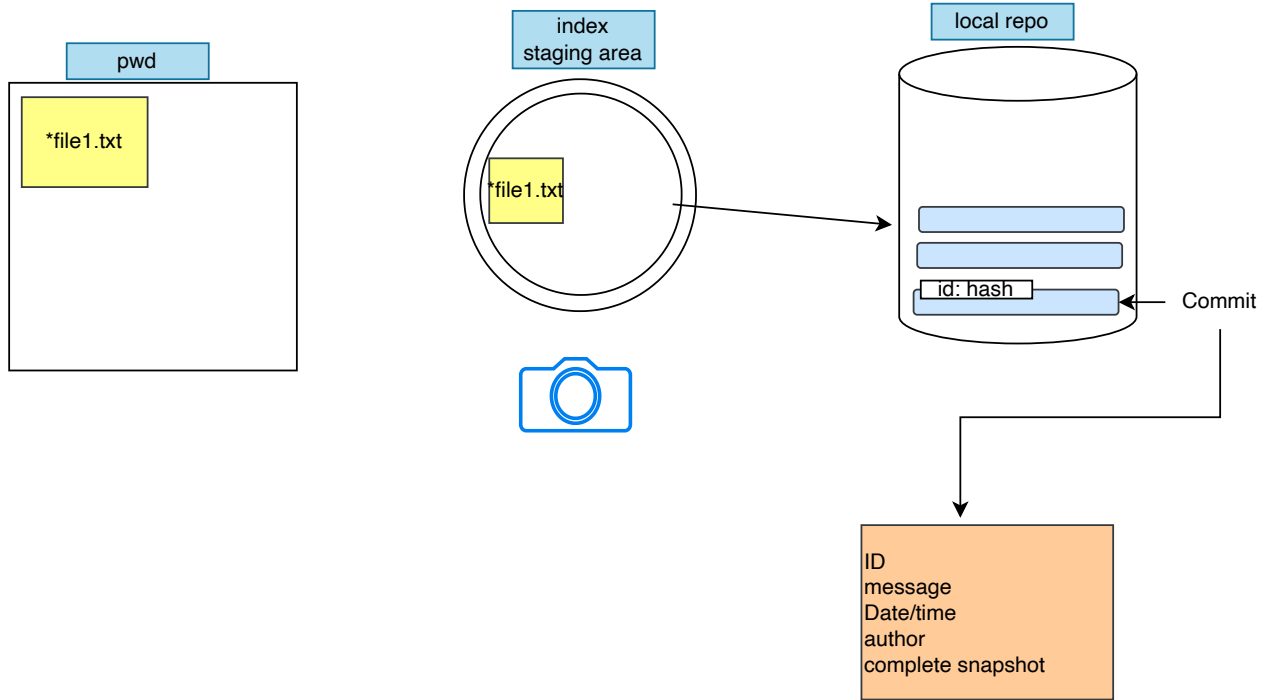 pwd
*file1.txt
index
staging area
*file1.txt
local repo
id: hash
Commit
ID
message
Date/time
author
complete snapshot